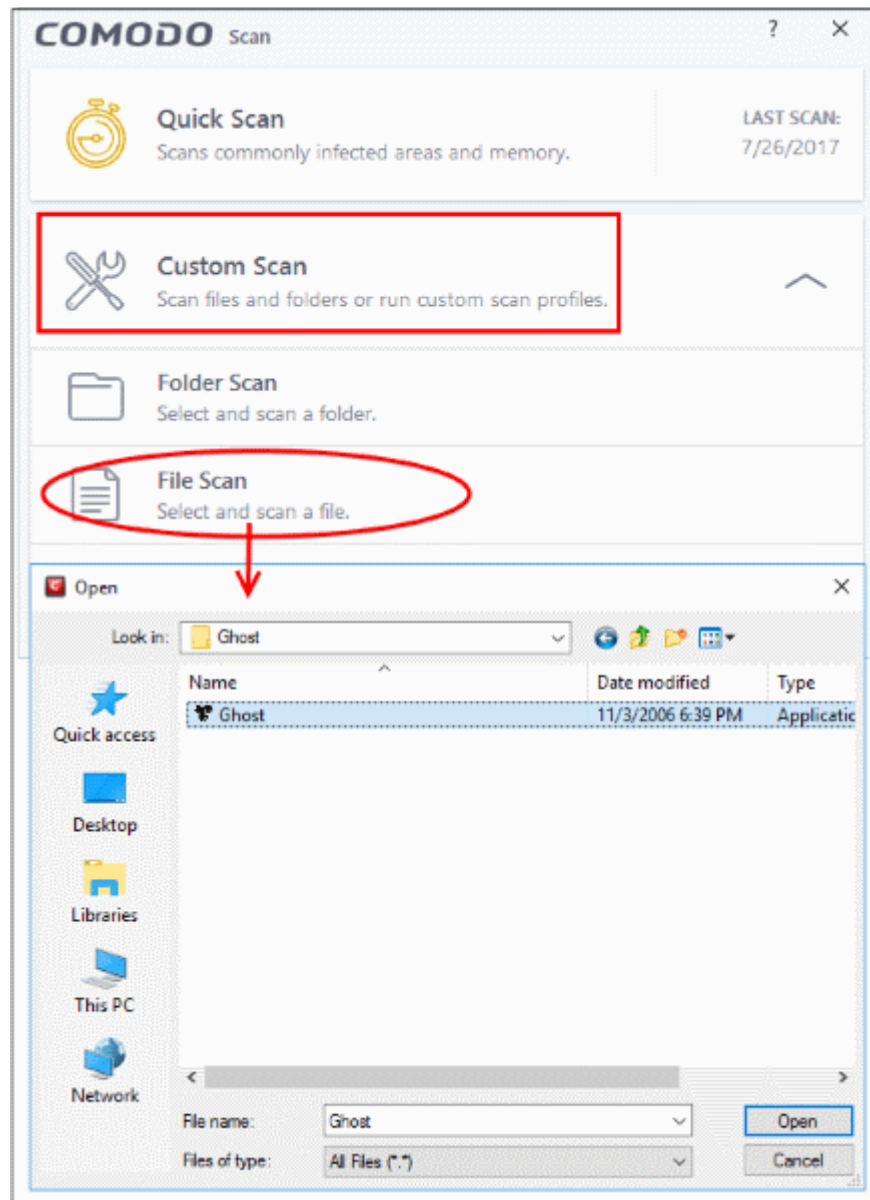 COMODO Scan ?
Quick Scan
Scans commonly infected areas and memory.
LAST SCAN:
7/26/2017
Custom Scan
Scan files and folders or run custom scan profiles.
Folder Scan
Select and scan a folder.
File Scan
Select and scan a file.
Open
Look in: Ghost
Name Date modified Type
Ghost 11/3/2006 6:39 PM Applicatic
Quick access
Desktop
Libraries
This PC
Network
File name: Ghost Open
Files of type: All Files (*.*) Cancel